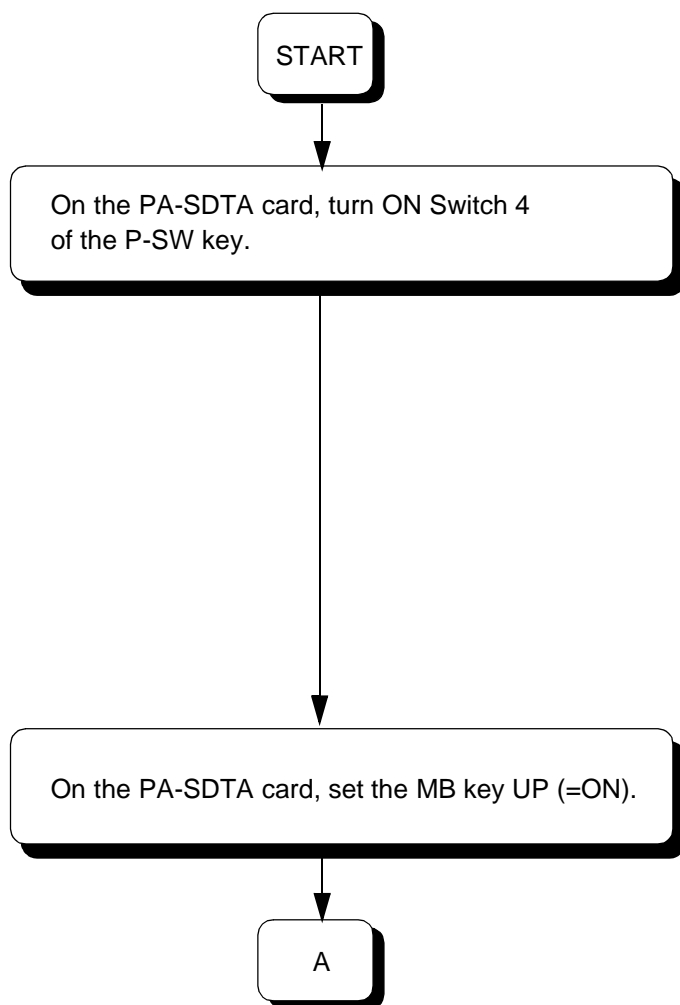 START
On the PA-SDTA card, turn ON Switch 4
of the P-SW key.
On the PA-SDTA card, set the MB key UP (=ON).
A